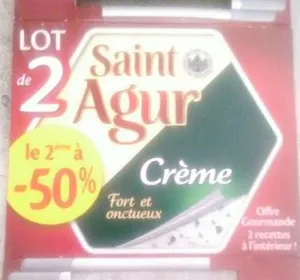 LOT
de
2
Saint
Agur
le 2ème à
-50%
Crème
Fort et
onctueux
Offre
Gourmande
2 recettes
à l'intérieur !